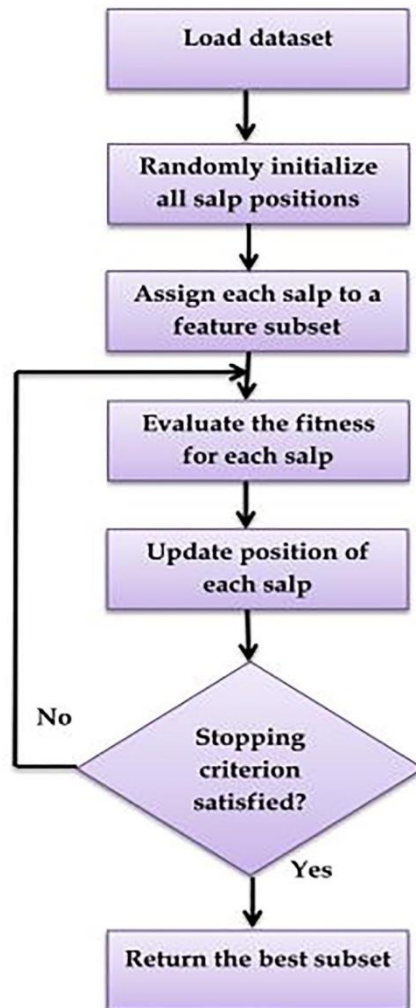 Load dataset
Randomly initialize
all salp positions
Assign each salp to a
feature subset
Evaluate the fitness
for each salp
Update position of
each salp
No
Stopping
criterion
satisfied?
Yes
Return the best subset